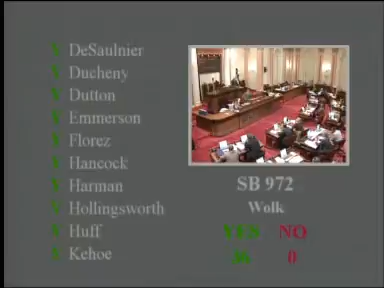 Y DeSaulnier
Y Ducheny
Y Dutton
Y Emmerson
Y Florez
Y Hancock
Y Harman
Y Hollingsworth
Y Huff
Y Kehoe
SB 972
Wolk
YES NO
36 0